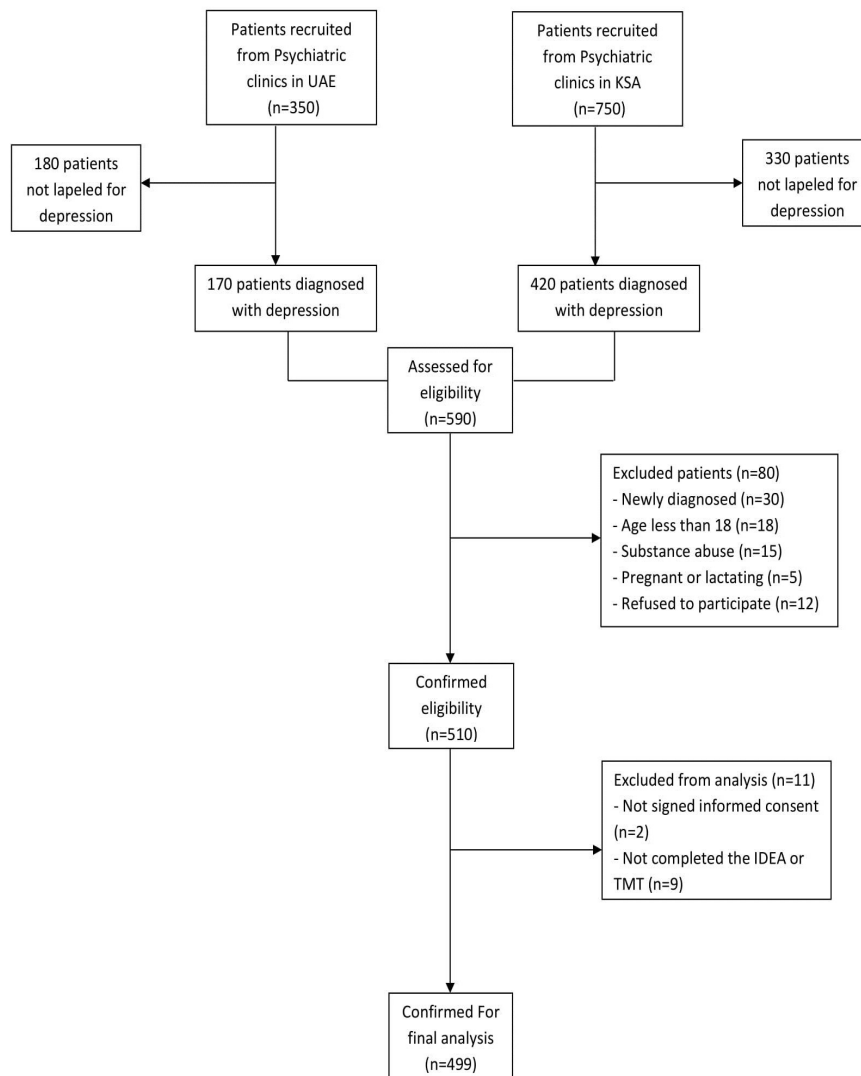 Patients recruited
from Psychiatric
clinics in UAE
(n=350)
Patients recruited
from Psychiatric
clinics in KSA
(n=750)
180 patients
not lapeled for
depression
330 patients
not lapeled for
depression
170 patients diagnosed
with depression
420 patients diagnosed
with depression
Assessed for
eligibility
(n=590)
Excluded patients (n=80)
- Newly diagnosed (n=30)
- Age less than 18 (n=18)
- Substance abuse (n=15)
- Pregnant or lactating (n=5)
- Refused to participate (n=12)
Confirmed
eligibility
(n=510)
Excluded from analysis (n=11)
- Not signed informed consent
(n=2)
- Not completed the IDEA or
TMT (n=9)
Confirmed For
final analysis
(n=499)